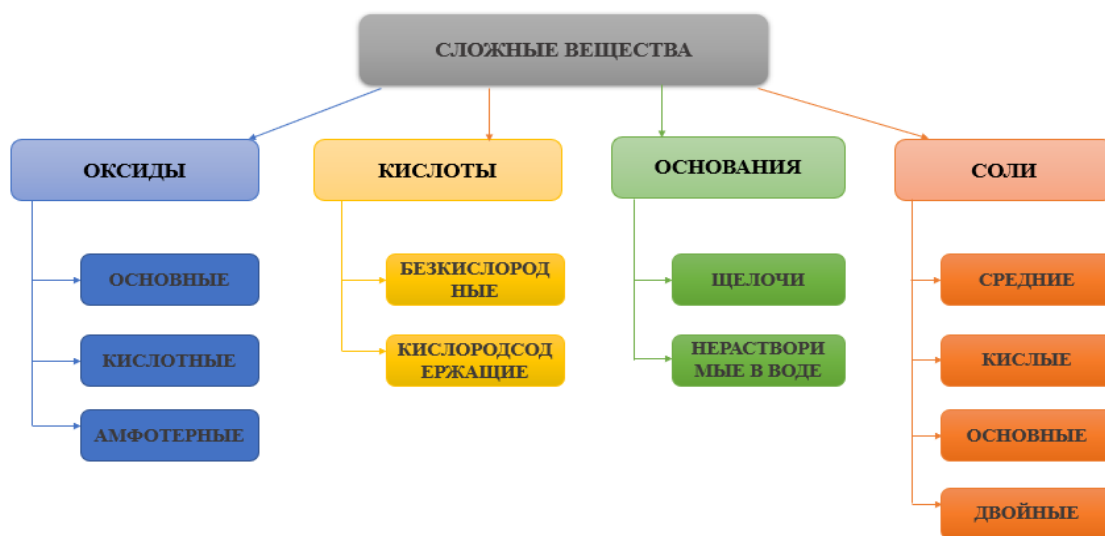 СЛОЖНЫЕ ВЕЩЕСТВА
ОКСИДЫ
ОСНОВНЫЕ
КИСЛОТНЫЕ
АМФОТЕРНЫЕ
КИСЛОТЫ
БЕЗКИСЛОРОД
НЫЕ
КИСЛОРОДСОД
ЕРЖАЩИЕ
ОСНОВАНИЯ
ЩЕЛОЧИ
НЕРАСТВОРИ
МЫЕ В ВОДЕ
СОЛИ
СРЕДНИЕ
КИСЛЫЕ
ОСНОВНЫЕ
ДВОЙНЫЕ